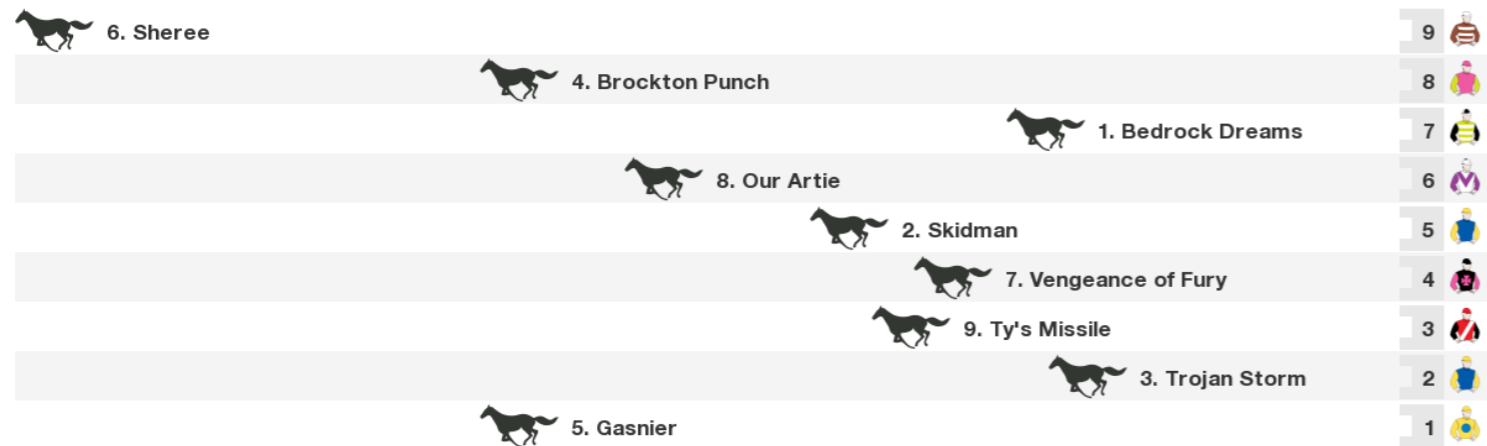 6. Sheree 9
4. Brockton Punch 8
1. Bedrock Dreams 7
8. Our Artie 6
2. Skidman 5
7. Vengeance of Fury 4
9. Ty's Missile 3
3. Trojan Storm 2
5. Gasnier 1